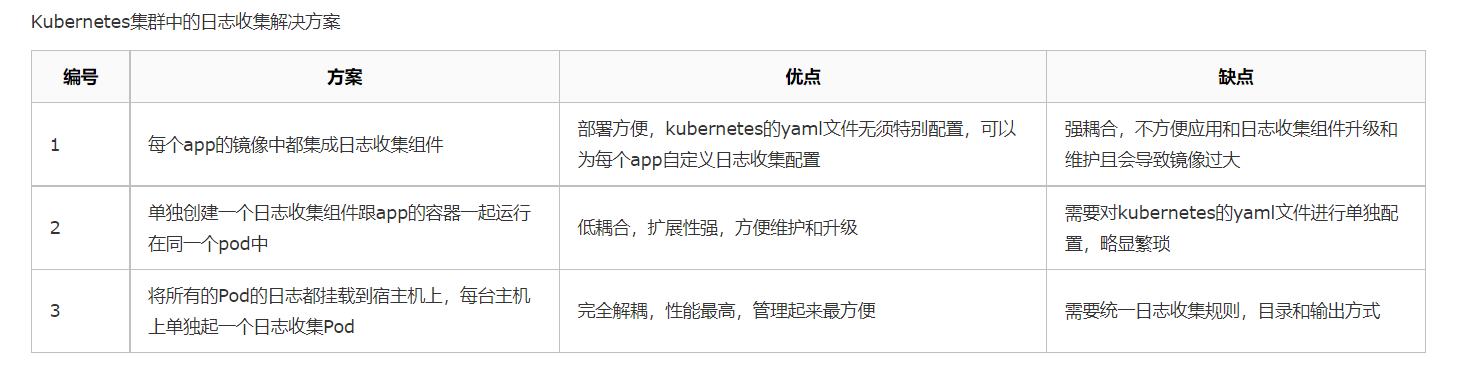 Kubernetes集群中的日志收集解决方案
编号
方案
优点
缺点
1
每个app的镜像中都集成日志收集组件
部署方便，kubernetes的yaml文件无须特别配置，可以
为每个app自定义日志收集配置
强耦合，不方便应用和日志收集组件升级和
维护且会导致镜像过大
2
单独创建一个日志收集组件跟app的容器一起运行
在同一个pod中
低耦合，扩展性强，方便维护和升级
需要对kubernetes的yaml文件进行单独配
置，略显繁琐
3
将所有的Pod的日志都挂载到宿主机上，每台主机
上单独起一个日志收集Pod
完全解耦，性能最高，管理起来最方便
需要统一日志收集规则，目录和输出方式